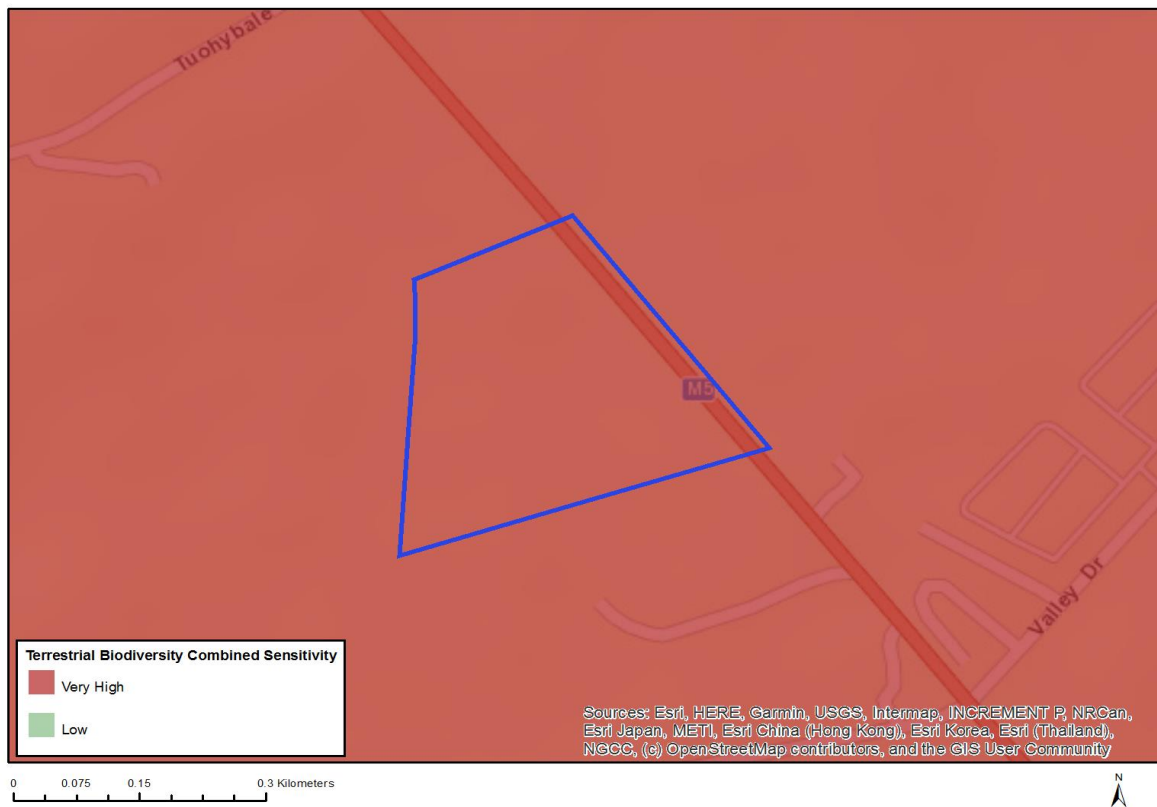 Tuohybale
M5
Valley Dr
Terrestrial Biodiversity Combined Sensitivity
Very High
Low
Sources: Esri, HERE, Garmin, USGS, Intermap, INCREMENT P, NRCan,
Esri Japan, METI, Esri China (Hong Kong), Esri Korea, Esri (Thailand),
NGCC, (c) OpenStreetMap contributors, and the GIS User Community
0 0.075 0.15 0.3 Kilometers
N